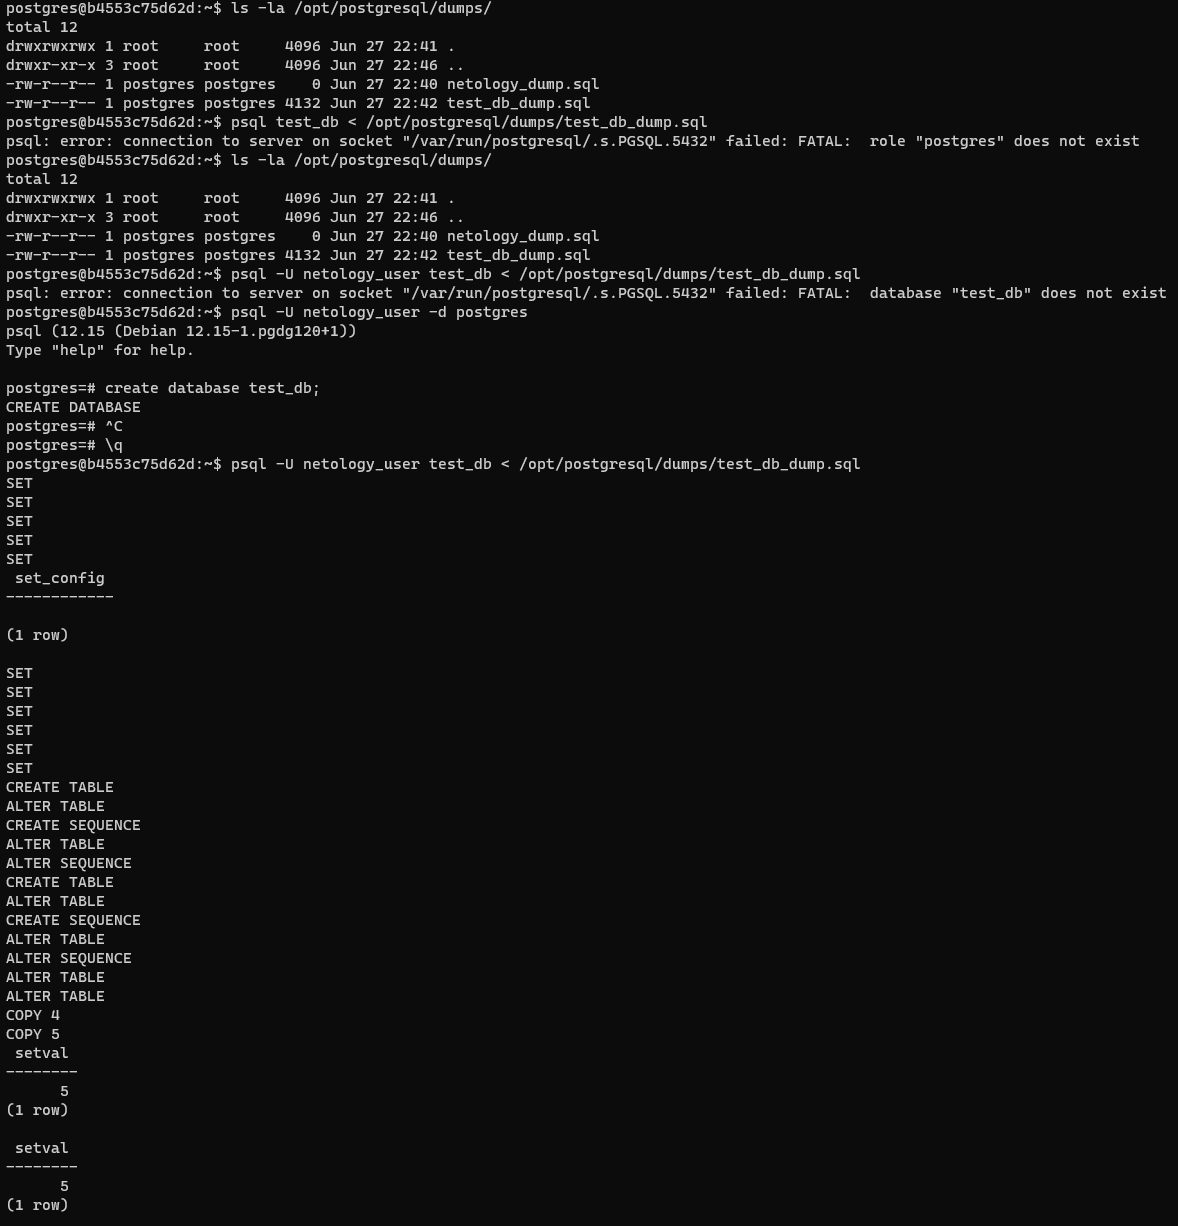 postgres@b4553c75d62d:~$ ls -la /opt/postgresql/dumps/
total 12
drwxrwxrwx 1 root     root     4096 Jun 27 22:41 .
drwxr-xr-x 3 root     root     4096 Jun 27 22:46 ..
-rw-r--r-- 1 postgres postgres    0 Jun 27 22:40 netology_dump.sql
-rw-r--r-- 1 postgres postgres 4132 Jun 27 22:42 test_db_dump.sql
postgres@b4553c75d62d:~$ psql test_db < /opt/postgresql/dumps/test_db_dump.sql
psql: error: connection to server on socket "/var/run/postgresql/.s.PGSQL.5432" failed: FATAL:  role "postgres" does not exist
postgres@b4553c75d62d:~$ ls -la /opt/postgresql/dumps/
total 12
drwxrwxrwx 1 root     root     4096 Jun 27 22:41 .
drwxr-xr-x 3 root     root     4096 Jun 27 22:46 ..
-rw-r--r-- 1 postgres postgres    0 Jun 27 22:40 netology_dump.sql
-rw-r--r-- 1 postgres postgres 4132 Jun 27 22:42 test_db_dump.sql
postgres@b4553c75d62d:~$ psql -U netology_user test_db < /opt/postgresql/dumps/test_db_dump.sql
psql: error: connection to server on socket "/var/run/postgresql/.s.PGSQL.5432" failed: FATAL:  database "test_db" does not exist
postgres@b4553c75d62d:~$ psql -U netology_user -d postgres
psql (12.15 (Debian 12.15-1.pgdg120+1))
Type "help" for help.

postgres=# create database test_db;
CREATE DATABASE
postgres=# ^C
postgres=# \q
postgres@b4553c75d62d:~$ psql -U netology_user test_db < /opt/postgresql/dumps/test_db_dump.sql
SET
SET
SET
SET
SET
 set_config
------------

(1 row)

SET
SET
SET
SET
SET
SET
CREATE TABLE
ALTER TABLE
CREATE SEQUENCE
ALTER TABLE
ALTER SEQUENCE
CREATE TABLE
ALTER TABLE
CREATE SEQUENCE
ALTER TABLE
ALTER SEQUENCE
ALTER TABLE
ALTER TABLE
COPY 4
COPY 5
 setval
--------
      5
(1 row)

 setval
--------
      5
(1 row)